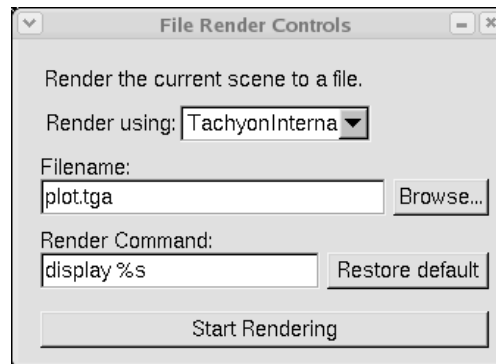 File Render Controls
Render the current scene to a file.
Render using: TachyonInterna
Filename:
plot.tga Browse...
Render Command:
display %s Restore default
Start Rendering